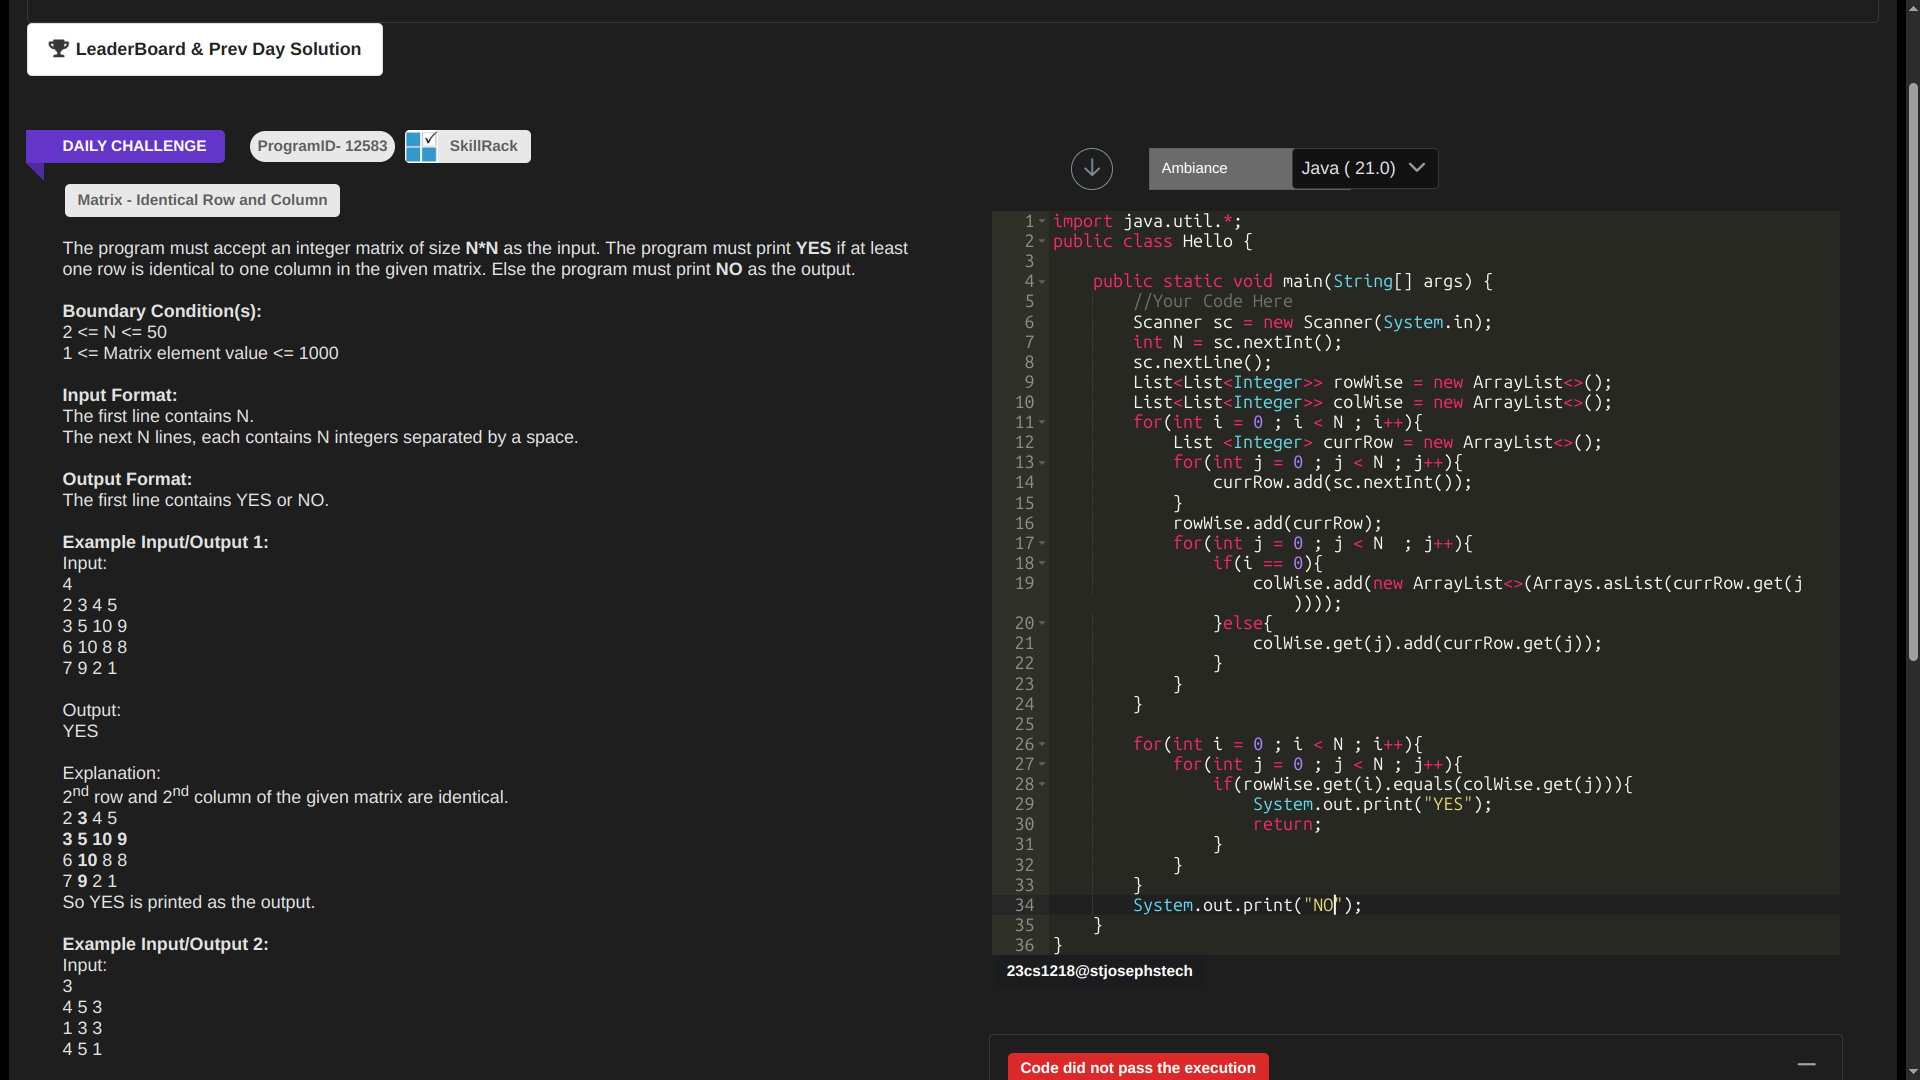 LeaderBoard & Prev Day Solution
DAILY CHALLENGE
ProgramID- 12583
SkillRack
Matrix - Identical Row and Column
The program must accept an integer matrix of size N*N as the input. The program must print YES if at least
one row is identical to one column in the given matrix. Else the program must print NO as the output.
Boundary Condition(s):
2 <= N <= 50
1 <= Matrix element value <= 1000
Input Format:
The first line contains N.
The next N lines, each contains N integers separated by a space.
Output Format:
The first line contains YES or NO.
Example Input/Output 1:
Input:
4
2 3 4 5
3 5 10 9
6 10 8 8
7 9 2 1
Output:
YES
Explanation:
2nd row and 2nd column of the given matrix are identical.
2 3 4 5
3 5 10 9
6 10 8 8
7 9 2 1
So YES is printed as the output.
Example Input/Output 2:
Input:
3
4 5 3
1 3 3
4 5 1
Ambiance
Java ( 21.0)
1 import java.util.*;
2 public class Hello {
3
4     public static void main(String[] args) {
5         //Your Code Here
6         Scanner sc = new Scanner(System.in);
7         int N = sc.nextInt();
8         sc.nextLine();
9         List<List<Integer>> rowWise = new ArrayList<>();
10         List<List<Integer>> colWise = new ArrayList<>();
11         for(int i = 0 ; i < N ; i++){
12             List <Integer> currRow = new ArrayList<>();
13             for(int j = 0 ; j < N ; j++){
14                 currRow.add(sc.nextInt());
15             }
16             rowWise.add(currRow);
17             for(int j = 0 ; j < N  ; j++){
18                 if(i == 0){
19                     colWise.add(new ArrayList<>(Arrays.asList(currRow.get(j
))));
20                 }else{
21                     colWise.get(j).add(currRow.get(j));
22                 }
23             }
24         }
25
26         for(int i = 0 ; i < N ; i++){
27             for(int j = 0 ; j < N ; j++){
28                 if(rowWise.get(i).equals(colWise.get(j))){
29                     System.out.print("YES");
30                     return;
31                 }
32             }
33         }
34         System.out.print("NO");
35     }
36 }
23cs1218@stjosephstech
Code did not pass the execution